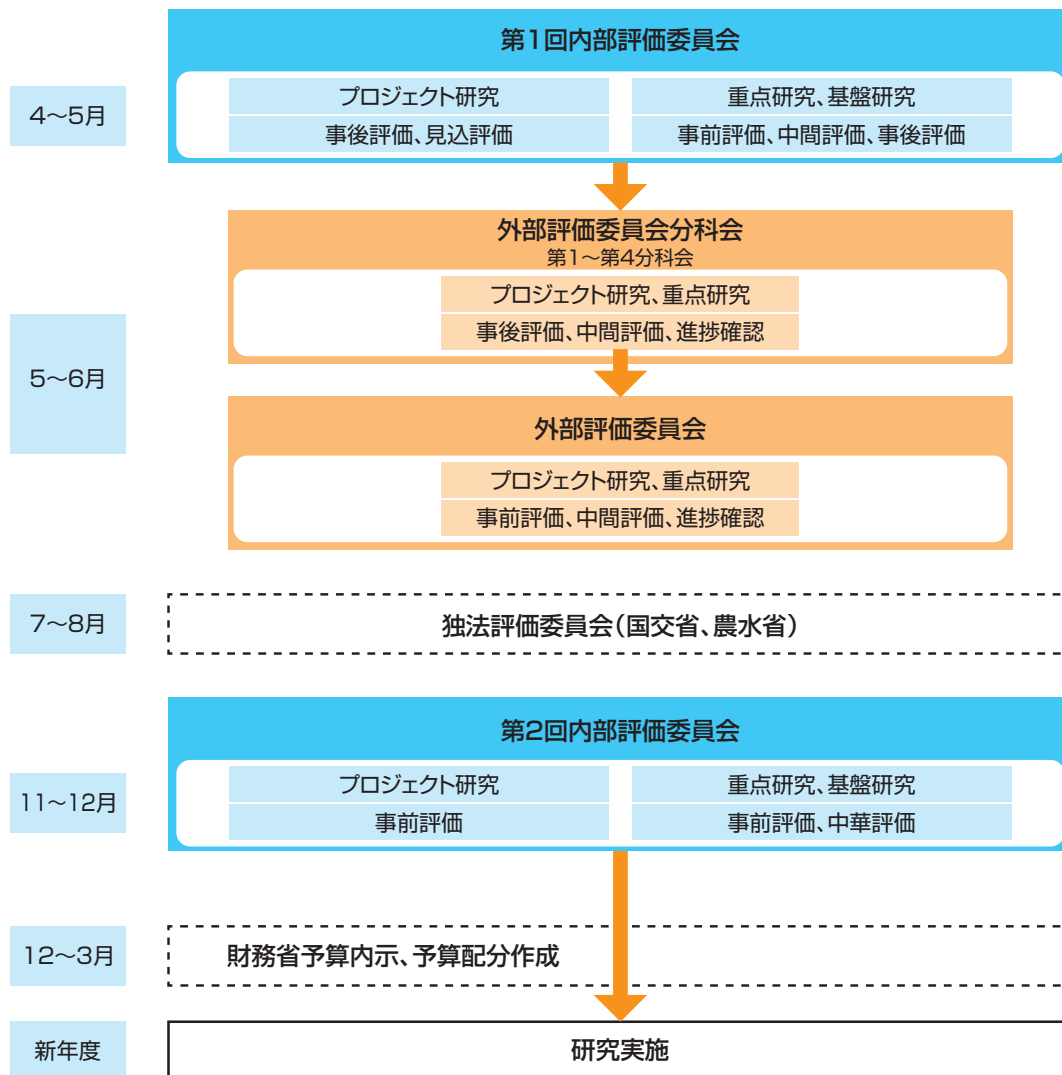 第1回内部評価委員会
4〜5月
プロジェクト研究
重点研究、基盤研究
事後評価、見込評価
事前評価、中間評価、事後評価
外部評価委員会分科会
第1〜第4分科会
プロジェクト研究、重点研究
事後評価、中間評価、進捗確認
5〜6月
外部評価委員会
プロジェクト研究、重点研究
事前評価、中間評価、進捗確認
7〜8月
独法評価委員会(国交省、農水省)
第2回内部評価委員会
11〜12月
プロジェクト研究
重点研究、基盤研究
事前評価
事前評価、中華評価
12〜3月
財務省予算内示、予算配分作成
新年度
研究実施